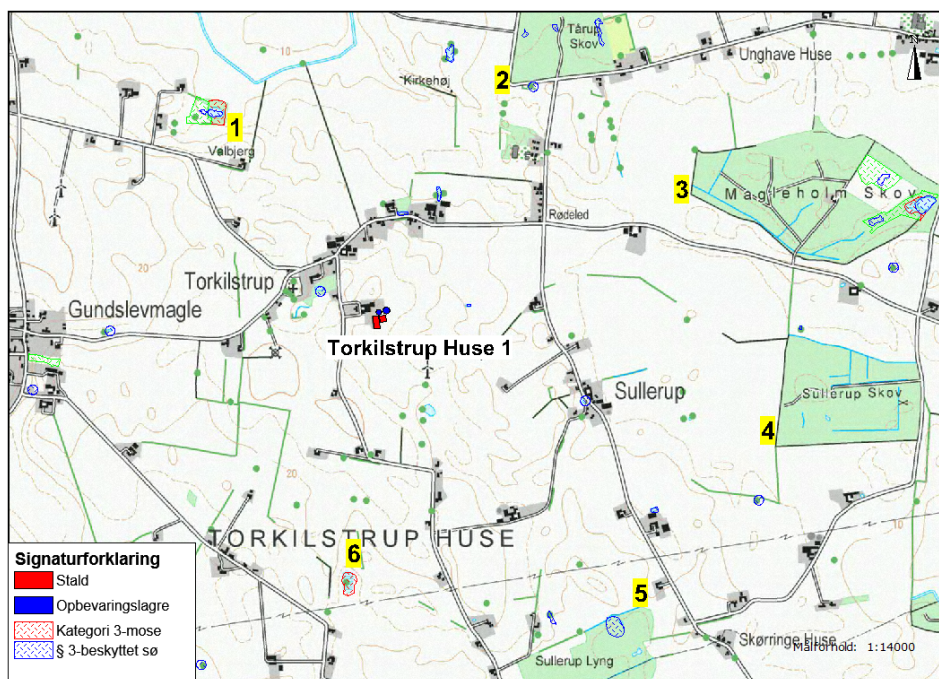 10
Tårup
Skov
N
Unghave Huse
Kirkehøj
2
1
Valbjerg
3
Magleholm Skov
Rødeled
20
Torkilstrup
Gundslevmagle
Torkilstrup Huse 1
Sullerup
Sullerup Skov
4
20
10
TORKILSTRUP HUSE
6
5
Signaturforklaring
Stald
Opbevaringslagre
Kategori 3-mose
§ 3-beskyttet sø
Skørringe Huse
Målforhold: 1:14000
Sullerup Lyng